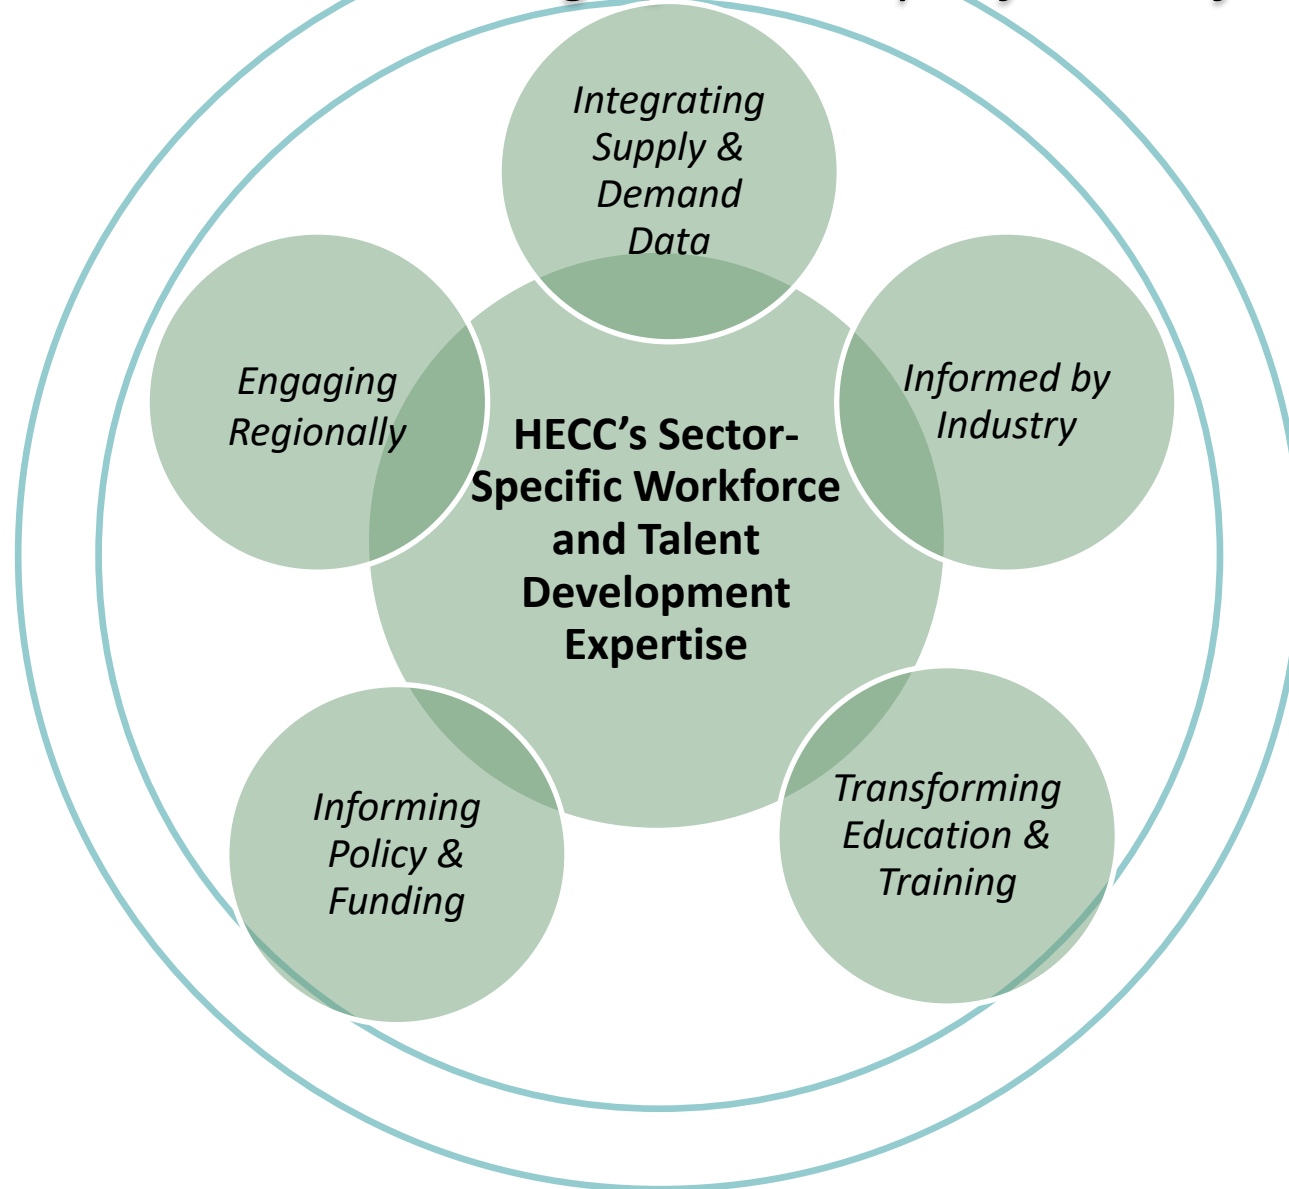 Integrating
Supply &
Demand
Data
Engaging
Regionally
Informed by
Industry
HECC’s Sector-
Specific Workforce
and Talent
Development
Expertise
Informing
Policy &
Funding
Transforming
Education &
Training